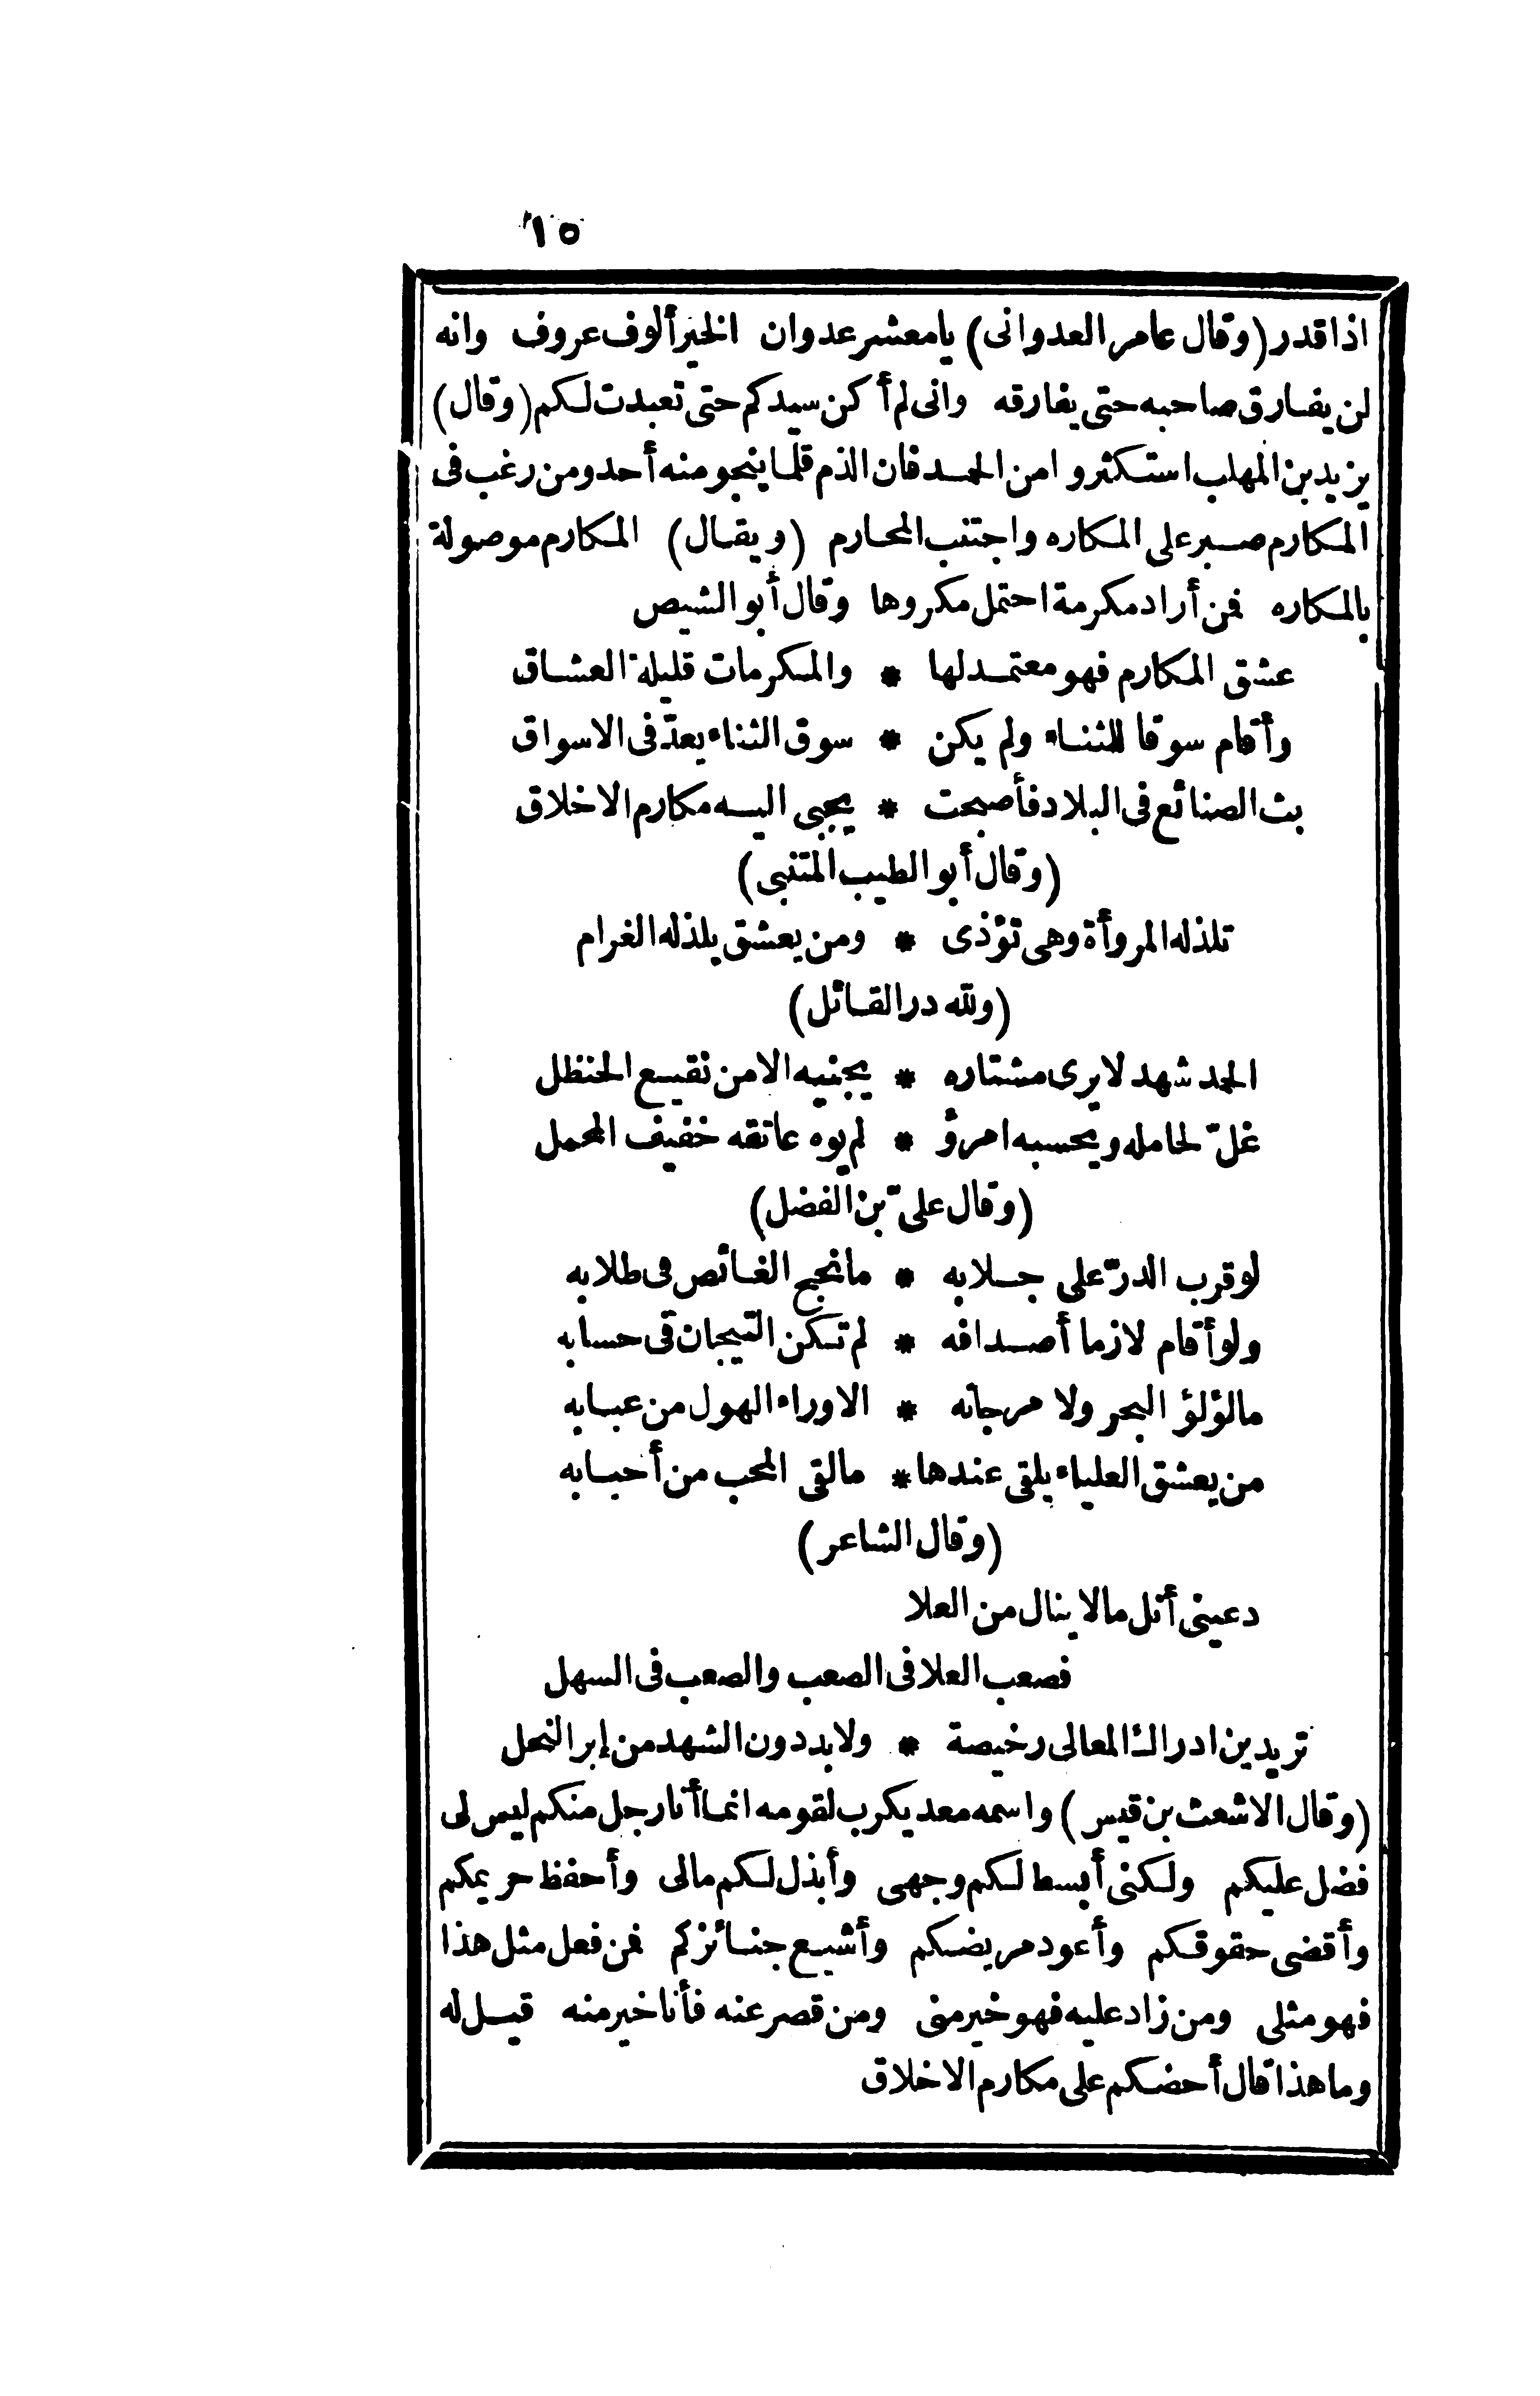 ١٥
اذا قدر (وقال عامر العدوانى) يا معشر عدوان الخير ألوف عروف وانه
لن يفارق صاحبه حتى يفارقه وانى لم أكن سيدكم حتى تعبدت لكم (وقال)
يزيد بن المهلب استكثروا من الحمد فان الذم قلما ينجو منه أحد ومن رغب فى
المكارم صبر على المكاره واجتنب المحارم (ويقال) المكارم موصولة
بالمكاره فمن أراد مكرمة احتمل مكروها وقال أبو الشيص
عشق المكارم فهو معتمد لها * والمكرمات قليلة العشاق
وأقام سوقا للثناء ولم يكن * سوق الثناء يعدّ فى الاسواق
بث الصنائع فى البلاد فأصبحت * يجبى اليه مكارم الاخلاق
(وقال أبو الطيب المتنبى)
تلذ له المروأة وهى تؤذى * ومن يعشق يلذ له الغرام
(ولله در القائل)
الحمد شهد لا يرى مشتاره * يجنيه الا من نقيع الحنظل
غلّ لحامله ويحسبه امرؤ * لم يوه عاتقه خفيف المحمل
(وقال علىّ بن الفضل)
لو قرب الدرّ على جلابه * ما نجح الغائص فى طلابه
ولو أقام لازما أصدافه * لم تكن التيجان فى حسابه
ما لؤلؤ البحر ولا مرجانه * الا وراء الهول من عبابه
من يعشق العلياء يلقى عندها * ما لقى المحب من أحبابه
(وقال الشاعر)
دعينى أنل ما لا ينال من العلا
فصعب العلا فى الصعب والصعب فى السهل
تريدين ادراك المعالى رخيصة * ولا بد دون الشهد من إبر النحل
(وقال الاشعث بن قيس) واسمه معد يكرب لقومه انما أنا رجل منكم ليس لى
فضل عليكم ولكنى أبسط لكم وجهى وأبذل لكم مالى وأحفظ حريمكم
وأقضى حقوقكم وأعود مريضكم وأشيع جنائزكم فمن فعل مثل هذا
فهو مثلى ومن زاد عليه فهو خير منى ومن قصر عنه فأنا خير منه قيل له
وما هذا قال أحضكم على مكارم الاخلاق